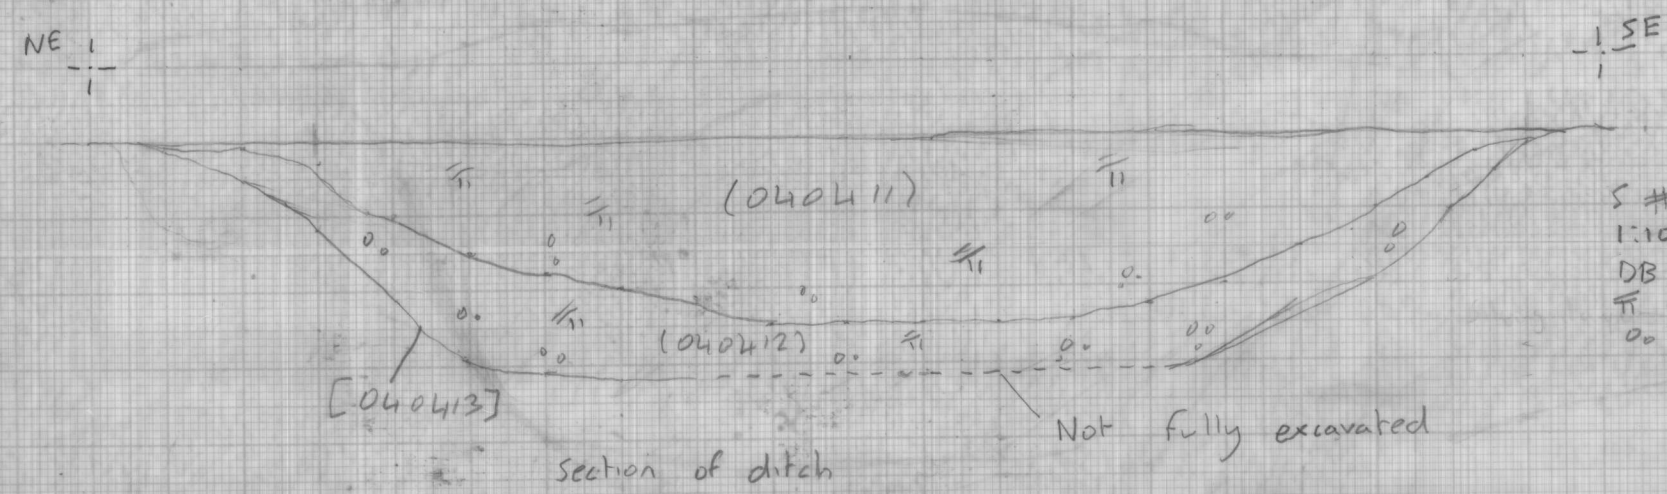 NE
SE
(040411)
S #
1:10
DB
(040412)
[040413]
Not fully excavated
section of ditch